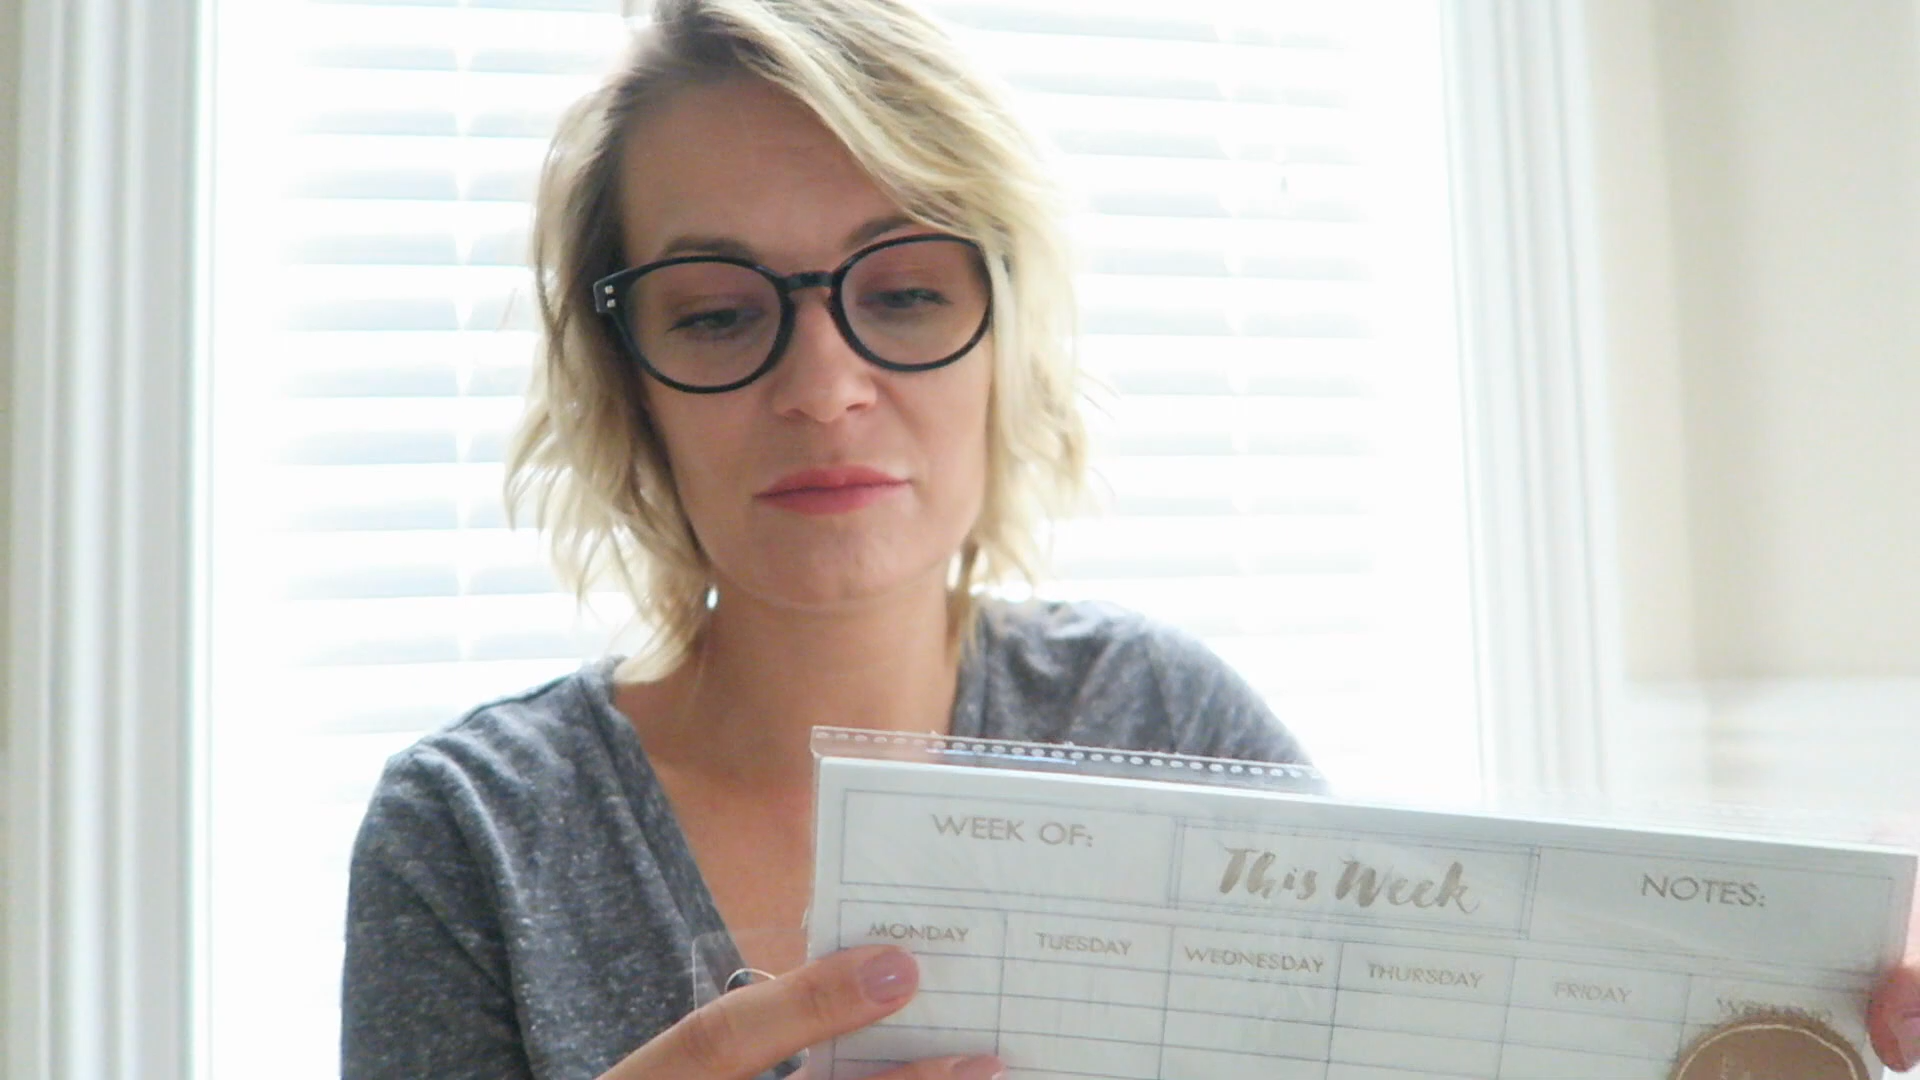 WEEK OF:
This Week
NOTES:
MONDAY TUESDAY WEDNESDAY THURSDAY FRIDAY